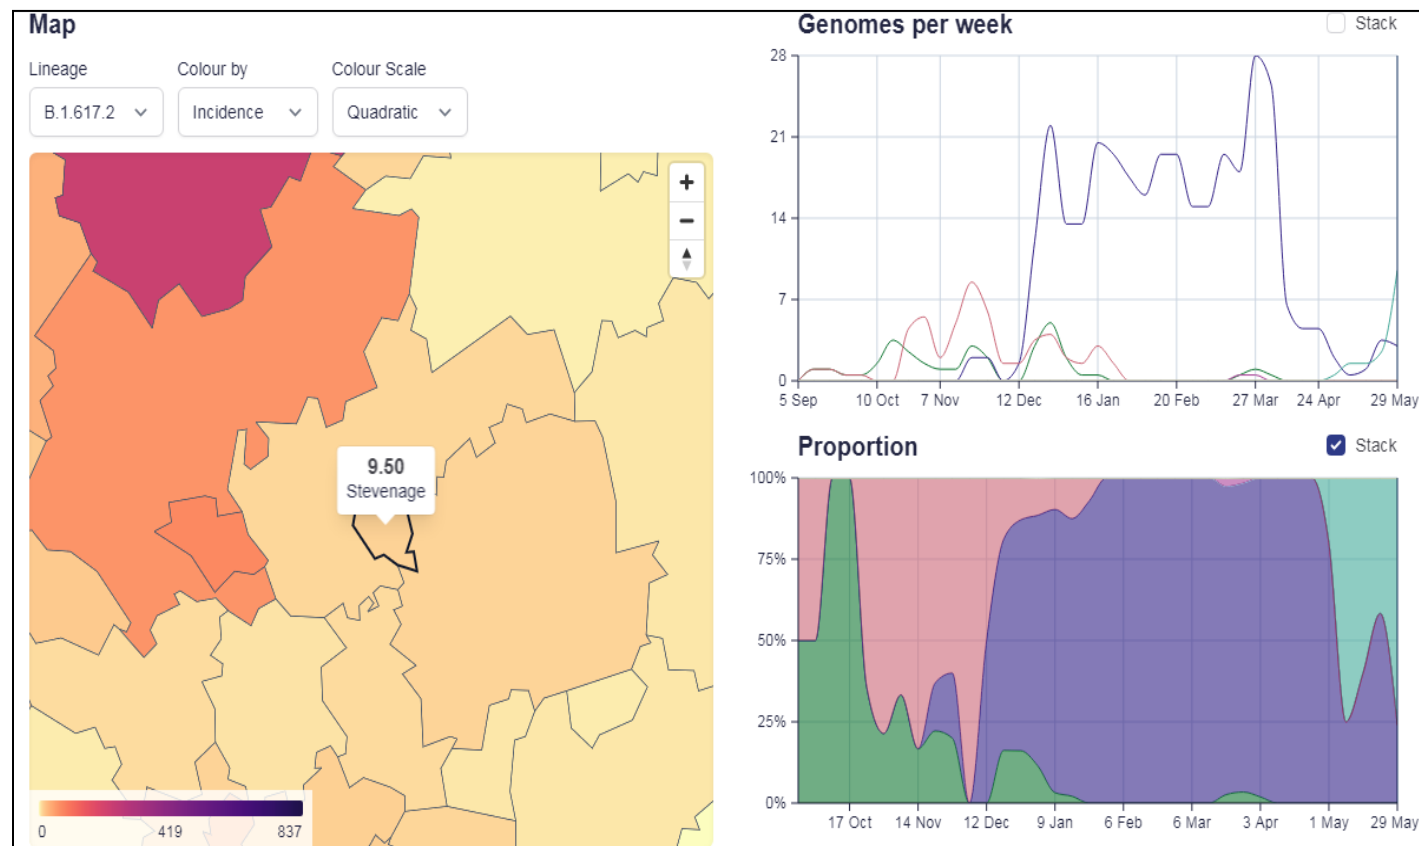 Map
Lineage
Colour by
Colour Scale
B.1.617.2
Incidence
Quadratic
9.50
Stevenage
0
419
837
Genomes per week
Stack
28
21
14
7
0
5 Sep
10 Oct
7 Nov
12 Dec
16 Jan
20 Feb
27 Mar
24 Apr
29 May
Proportion
Stack
100%
75%
50%
25%
0%
17 Oct
14 Nov
12 Dec
9 Jan
6 Feb
6 Mar
3 Apr
1 May
29 May